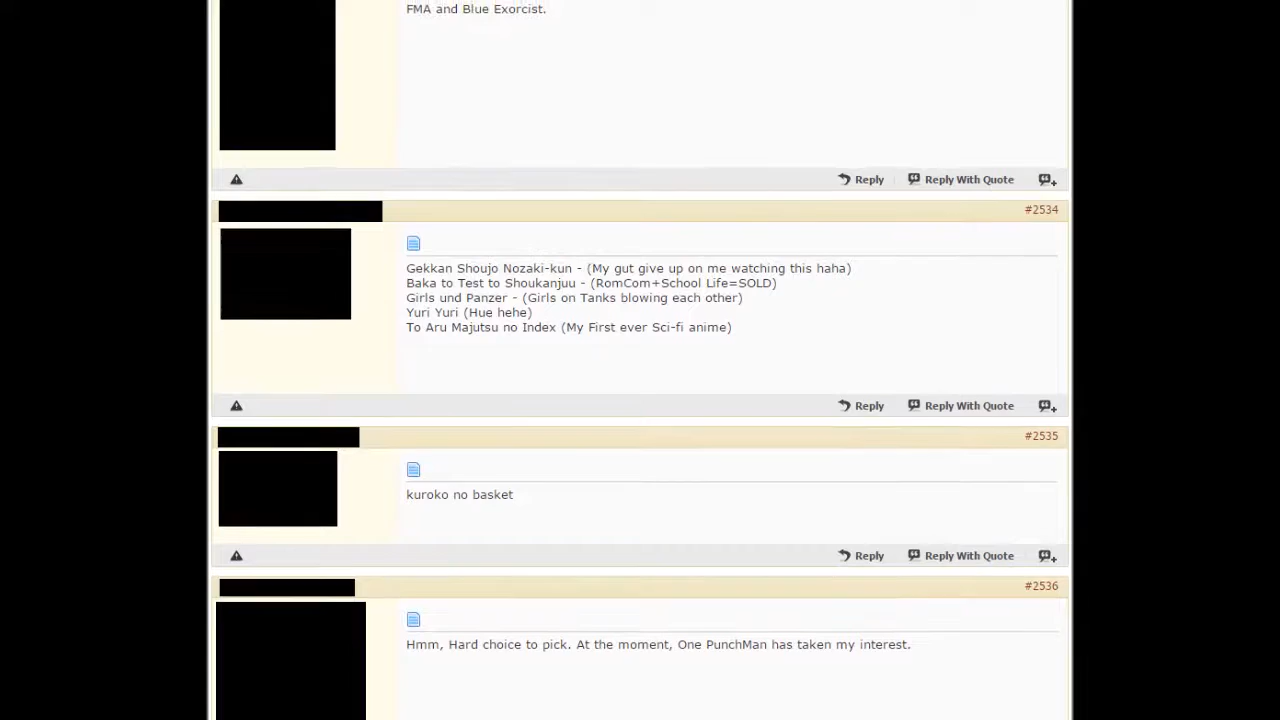 FMA and Blue Exorcist.
Reply Reply With Quote
#2534
Gekkan Shoujo Nozaki-kun - (My gut give up on me watching this haha)
Baka to Test to Shoukanjuu - (RomCom+School Life=SOLD)
Girls und Panzer - (Girls on Tanks blowing each other)
Yuri Yuri (Hue hehe)
To Aru Majutsu no Index (My First ever Sci-fi anime)
Reply Reply With Quote
#2535
kuroko no basket
Reply Reply With Quote
#2536
Hmm, Hard choice to pick. At the moment, One PunchMan has taken my interest.